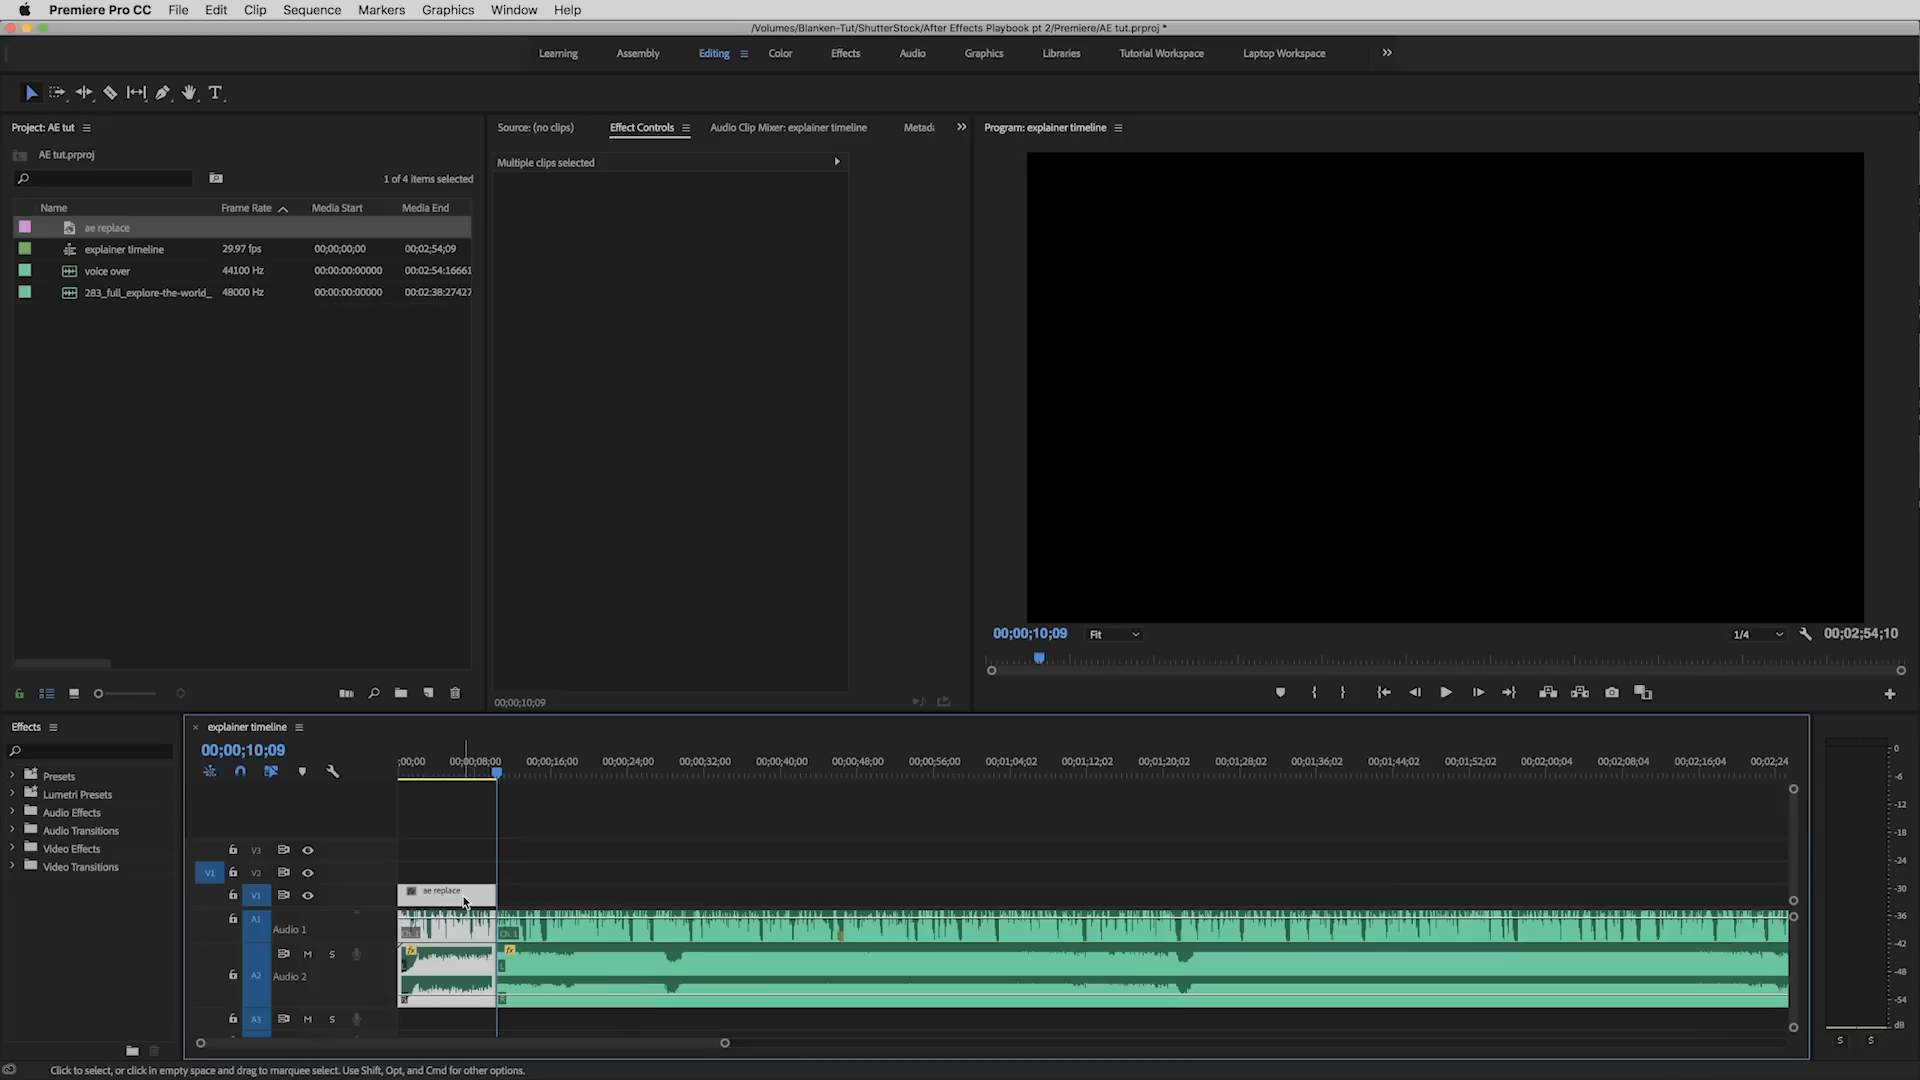 Premiere Pro CC File Edit Clip Sequence Markers Graphics Window Help
/Volumes/Blanken-Tut/ShutterStock/After Effects Playbook pt 2/Premiere/AE tut.prproj *
Learning Assembly Editing Color Effects Audio Graphics Libraries Tutorial Workspace Laptop Workspace
Project: AE tut
Source: (no clips) Effect Controls Audio Clip Mixer: explainer timeline Metada
Program: explainer timeline
AE tut.prproj
Multiple clips selected
1 of 4 items selected
Name Frame Rate Media Start Media End
ae replace
explainer timeline 29.97 fps 00;00;00;00 00;02;54;09
voice over 44100 Hz 00:00:00:00000 00:02:54:16661
283_full_explore-the-world_ 48000 Hz 00:00:00:00000 00:02:38:27427
00;00;10;09 Fit 1/4 00;02;54;10
00;00;10;09
Effects
explainer timeline
00;00;10;09
;00;00 00;00;08;00 00;00;16;00 00;00;24;00 00;00;32;00 00;00;40;00 00;00;48;00 00;00;56;00 00;01;04;02 00;01;12;02 00;01;20;02 00;01;28;02 00;01;36;02 00;01;44;02 00;01;52;02 00;02;00;04 00;02;08;04 00;02;16;04 00;02;24
Presets
Lumetri Presets
Audio Effects
Audio Transitions
Video Effects
Video Transitions
V3
V1 V2
V1 ae replace
A1 Audio 1 Ch. 1 Ch. 1
M S fx fx
A2 Audio 2 L
R
A3 M S
0
-6
-12
-18
-24
-30
-36
-42
-48
-54
dB
S S
Click to select, or click in empty space and drag to marquee select. Use Shift, Opt, and Cmd for other options.